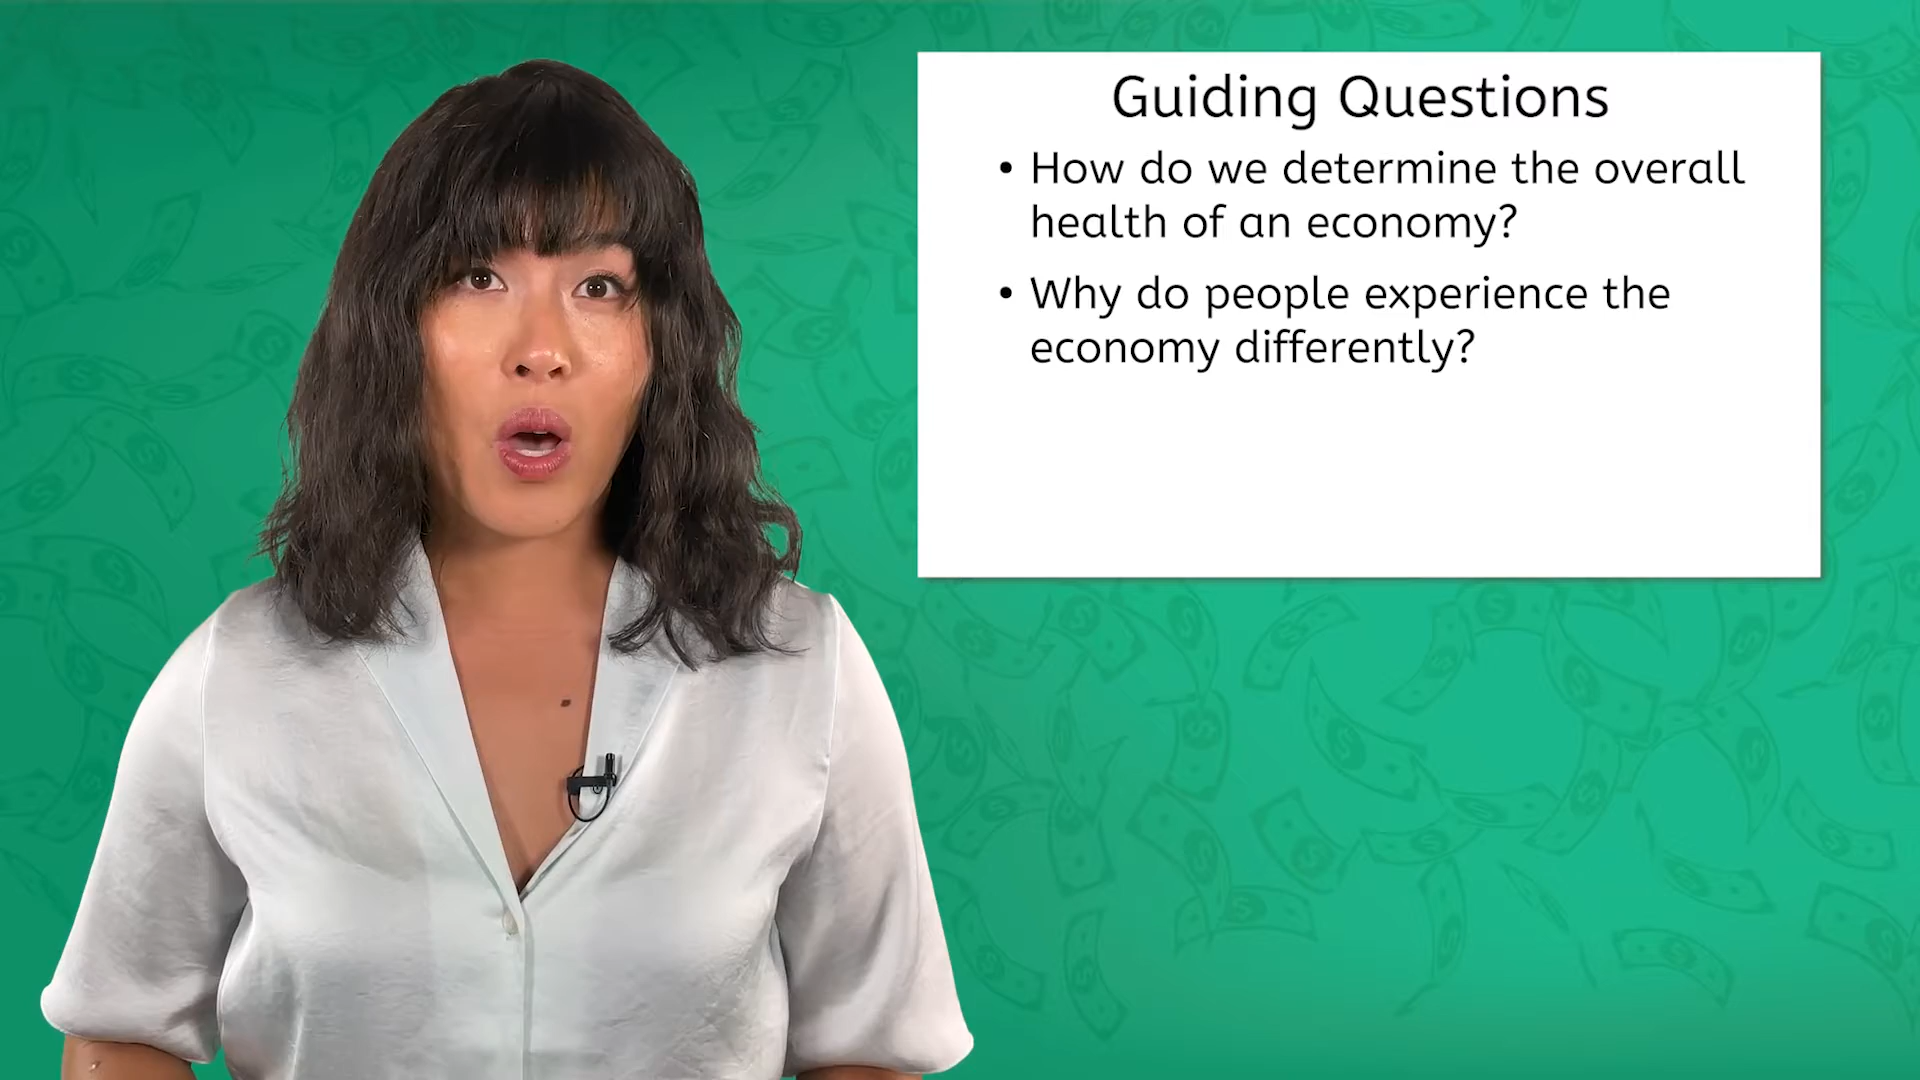 Guiding Questions
• How do we determine the overall
health of an economy?
• Why do people experience the
economy differently?